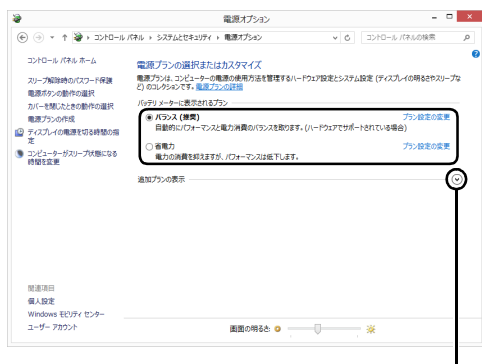 電源オプション
コントロール パネル › システムとセキュリティ › 電源オプション
コントロール パネルの検索
コントロール パネル ホーム
スリープ解除時のパスワード保護
電源ボタンの動作の選択
カバーを閉じたときの動作の選択
電源プランの作成
ディスプレイの電源を切る時間の指
定
コンピューターがスリープ状態になる
時間を変更
電源プランの選択またはカスタマイズ
電源プランは、コンピューターの電源の使用方法を管理するハードウェア設定とシステム設定 (ディスプレイの明るさやスリープな
ど) のコレクションです。電源プランの詳細
バッテリ メーターに表示されるプラン
バランス (推奨) プラン設定の変更
自動的にパフォーマンスと電力消費のバランスを取ります。(ハードウェアでサポートされている場合)
省電力 プラン設定の変更
電力の消費を抑えますが、パフォーマンスは低下します。
追加プランの表示
関連項目
個人設定
Windows モビリティ センター
ユーザー アカウント
画面の明るさ: